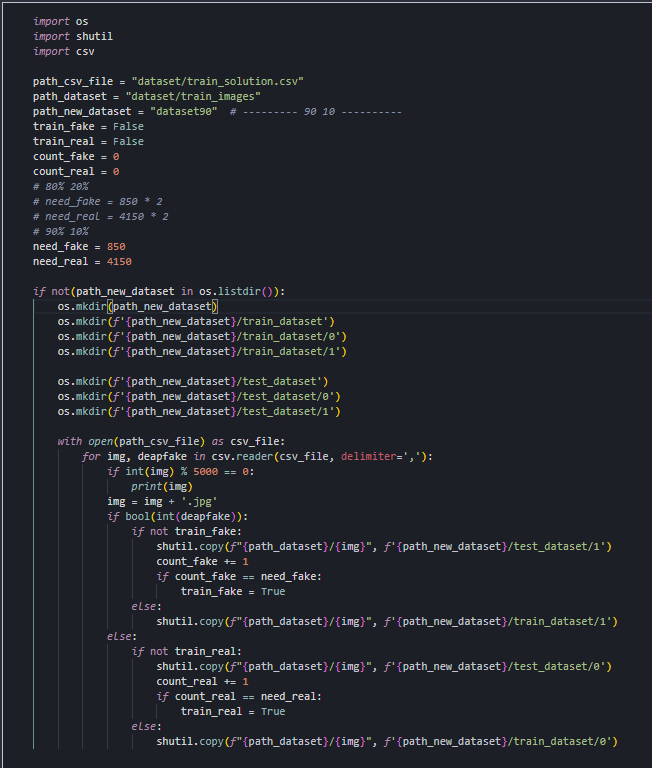 import os
import shutil
import csv

path_csv_file = "dataset/train_solution.csv"
path_dataset = "dataset/train_images"
path_new_dataset = "dataset90"  # --------- 90 10 ----------
train_fake = False
train_real = False
count_fake = 0
count_real = 0
# 80% 20%
# need_fake = 850 * 2
# need_real = 4150 * 2
# 90% 10%
need_fake = 850
need_real = 4150

if not(path_new_dataset in os.listdir()):
    os.mkdir(path_new_dataset)
    os.mkdir(f'{path_new_dataset}/train_dataset')
    os.mkdir(f'{path_new_dataset}/train_dataset/0')
    os.mkdir(f'{path_new_dataset}/train_dataset/1')

    os.mkdir(f'{path_new_dataset}/test_dataset')
    os.mkdir(f'{path_new_dataset}/test_dataset/0')
    os.mkdir(f'{path_new_dataset}/test_dataset/1')

    with open(path_csv_file) as csv_file:
        for img, deapfake in csv.reader(csv_file, delimiter=','):
            if int(img) % 5000 == 0:
                print(img)
            img = img + '.jpg'
            if bool(int(deapfake)):
                if not train_fake:
                    shutil.copy(f"{path_dataset}/{img}", f'{path_new_dataset}/test_dataset/1')
                    count_fake += 1
                    if count_fake == need_fake:
                        train_fake = True
                else:
                    shutil.copy(f"{path_dataset}/{img}", f'{path_new_dataset}/train_dataset/1')
            else:
                if not train_real:
                    shutil.copy(f"{path_dataset}/{img}", f'{path_new_dataset}/test_dataset/0')
                    count_real += 1
                    if count_real == need_real:
                        train_real = True
                else:
                    shutil.copy(f"{path_dataset}/{img}", f'{path_new_dataset}/train_dataset/0')